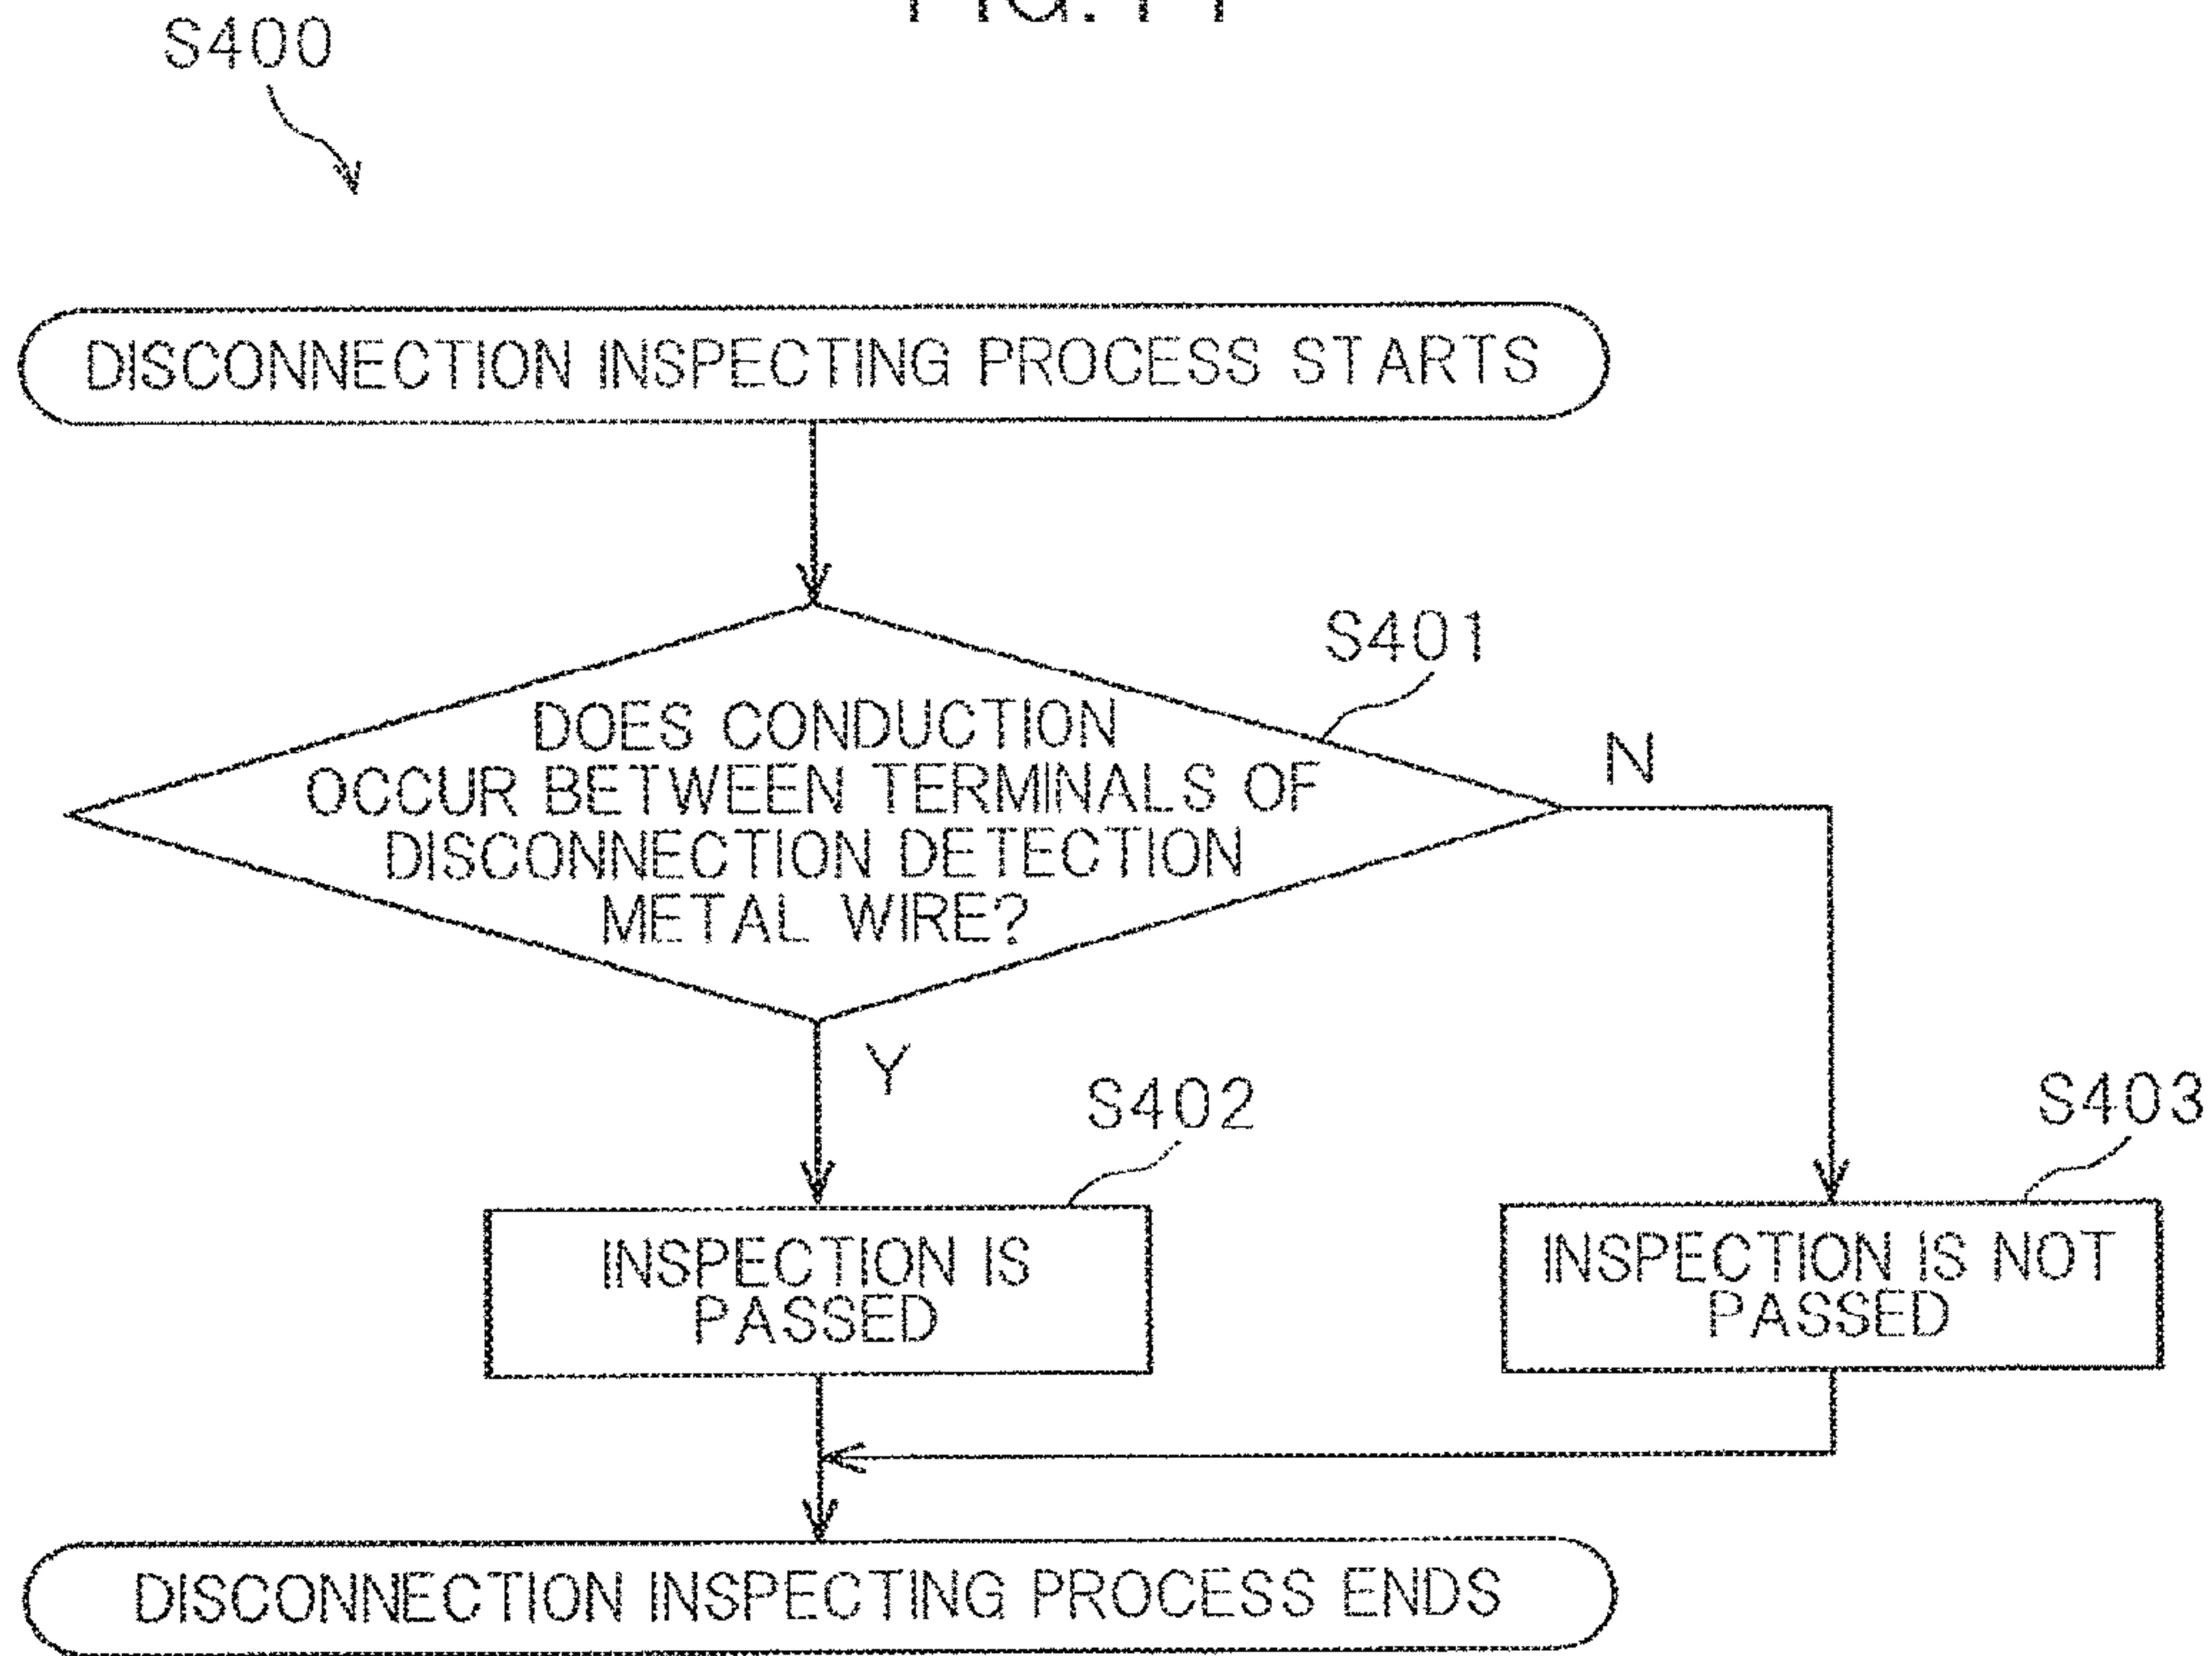 S400
DISCONNECTION INSPECTING PROCESS STARTS
S401
DOES CONDUCTION
OCCUR BETWEEN TERMINALS OF
DISCONNECTION DETECTION
METAL WIRE?
N
Y
S402
S403
INSPECTION IS
PASSED
INSPECTION IS NOT
PASSED
DISCONNECTION INSPECTING PROCESS ENDS